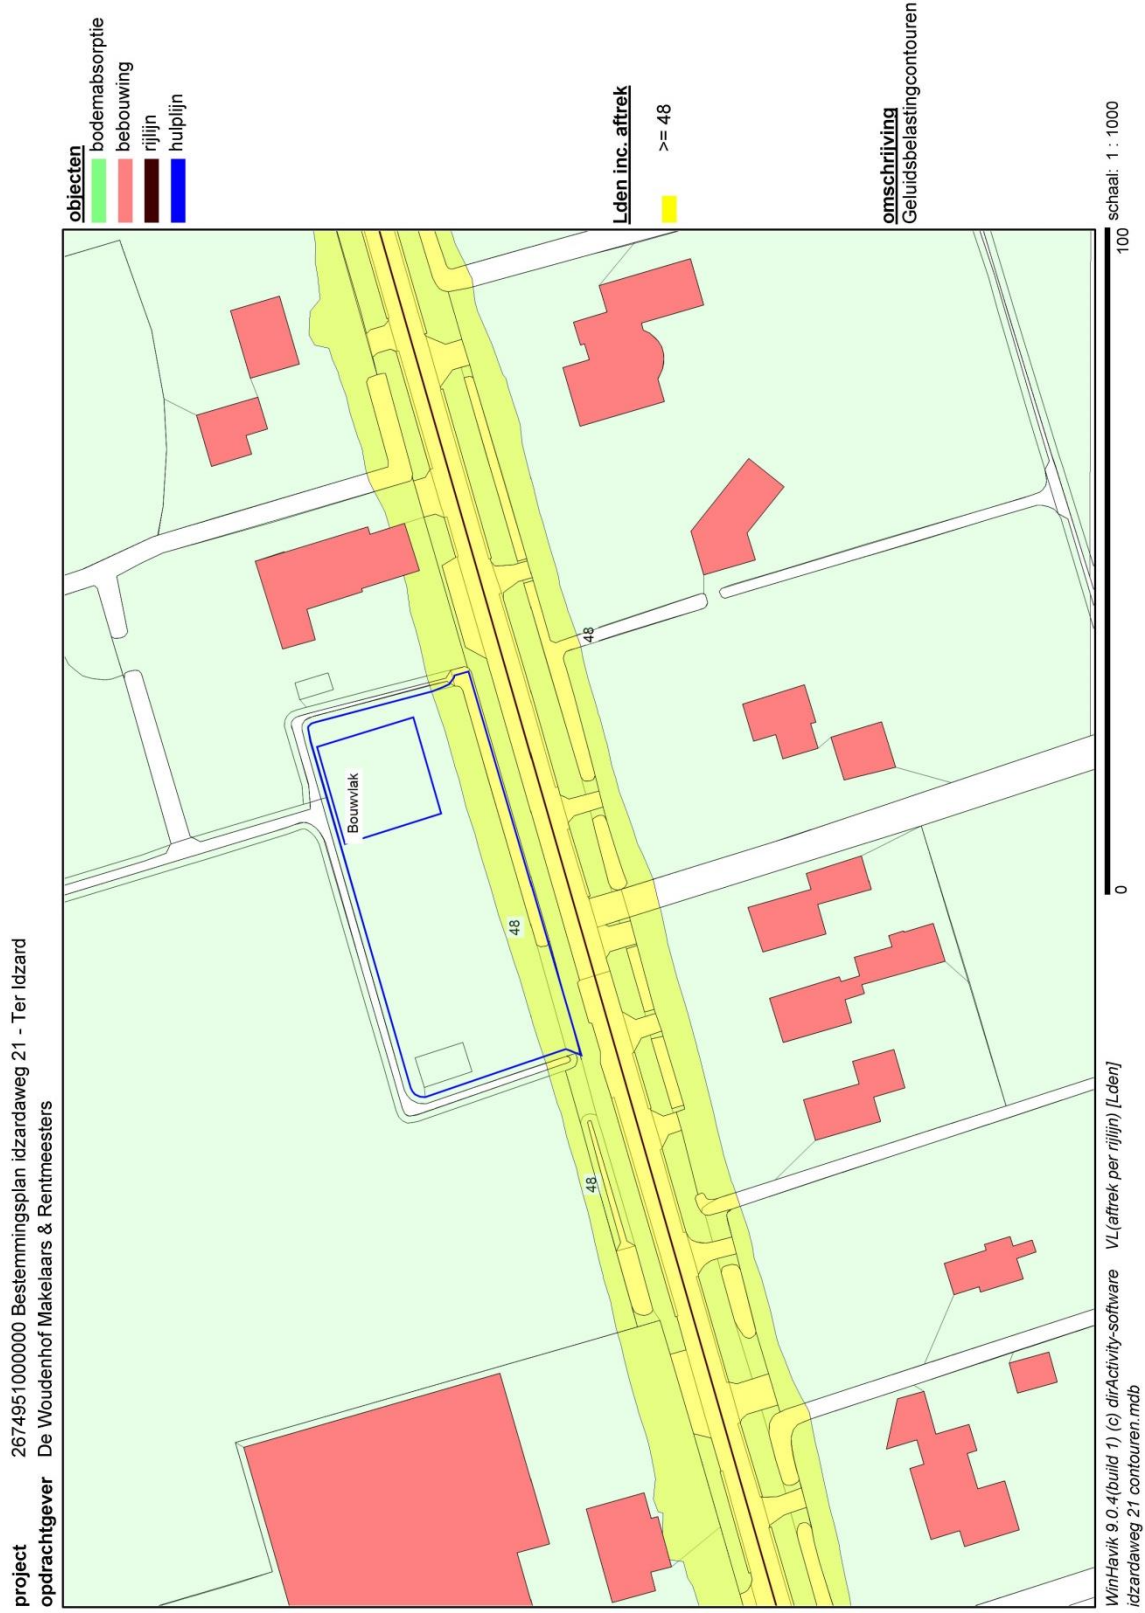 project 2674951000000 Bestemmingsplan idzardaweg 21 - Ter Idzard
opdrachtgever De Woudenhof Makelaars & Rentmeesters
objecten
bodemabsorptie
bebouwing
rijlijn
hulplijn
Lden inc. aftrek
>= 48
omschrijving
Geluidsbelastingcontouren
Bouwvlak
48
48
48
0
100
schaal: 1 : 1000
WinHavik 9.0.4(build 1) (c) dirActivity-software VL(aftrek per rijlijn) [Lden]
idzardaweg 21 contouren.mdb